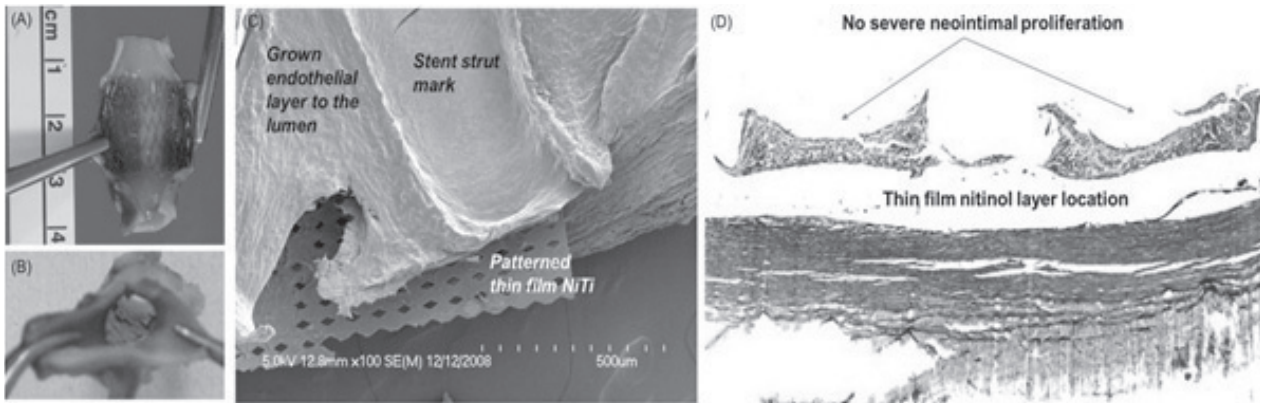 (A)
cm
1
2
3
4
(B)
(C)
Grown
endothelial
layer to the
lumen
Stent strut
mark
Patterned
thin film NiTi
5.0kV 12.8mm x100 SE(M) 12/12/2008
500um
(D)
No severe neointimal proliferation
Thin film nitinol layer location